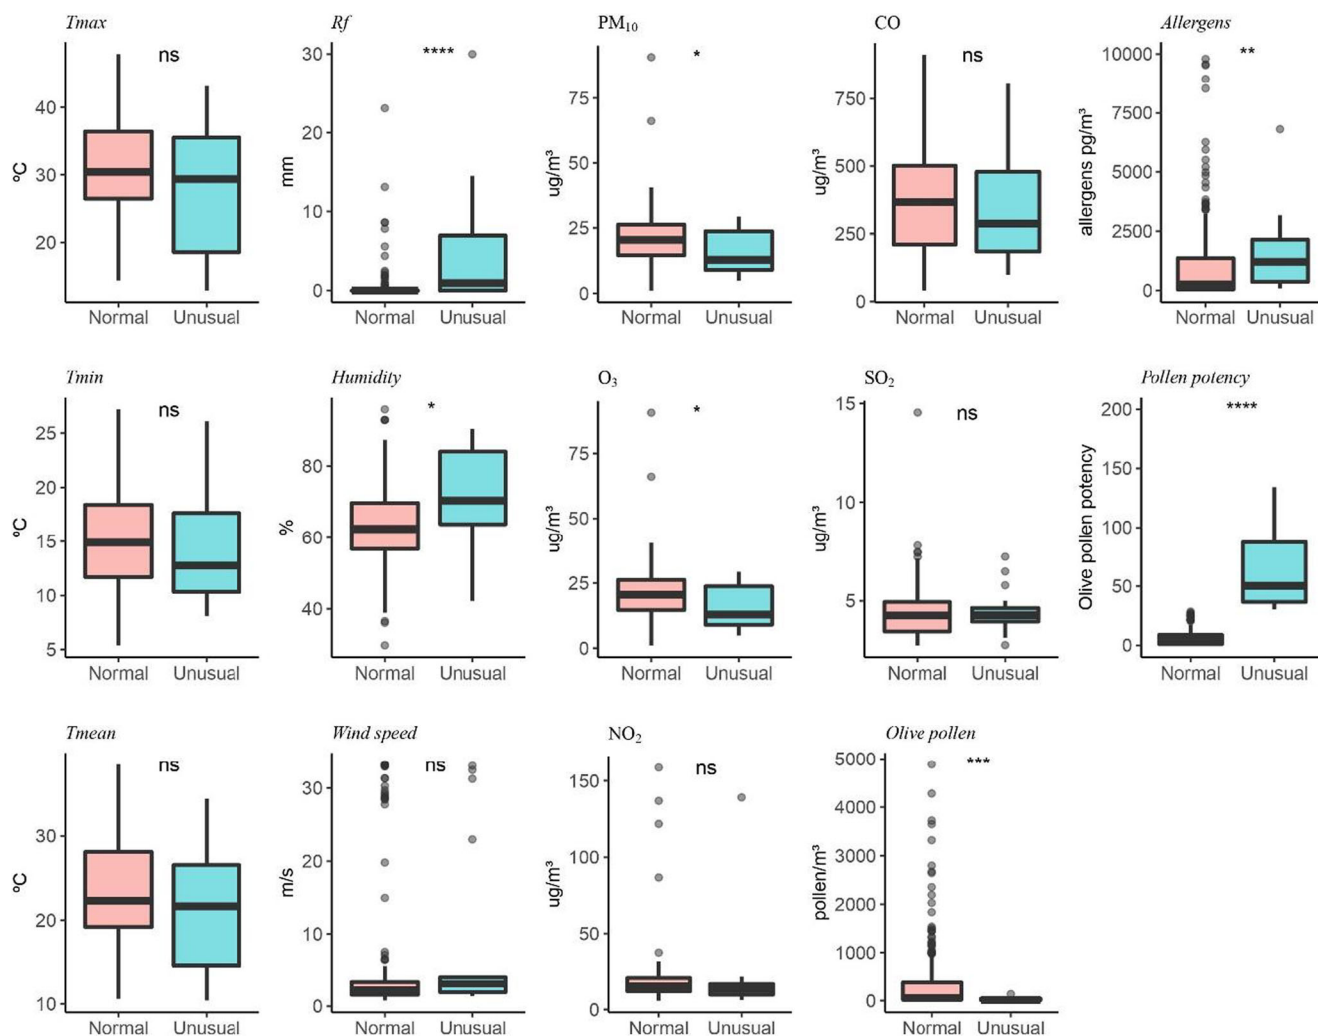 Tmax
ns
ºC
40
30
20
Normal Unusual
Rf
****
mm
30
20
10
0
Normal Unusual
PM10
*
ug/m³
75
50
25
0
Normal Unusual
CO
ns
ug/m³
750
500
250
0
Normal Unusual
Allergens
**
allergens pg/m³
10000
7500
5000
2500
0
Normal Unusual
Tmin
ns
ºC
25
20
15
10
5
Normal Unusual
Humidity
*
%
80
60
40
Normal Unusual
O3
*
ug/m³
75
50
25
0
Normal Unusual
SO2
ns
ug/m³
15
10
5
Normal Unusual
Pollen potency
****
Olive pollen potency
200
150
100
50
0
Normal Unusual
Tmean
ns
ºC
30
20
10
Normal Unusual
Wind speed
ns
m/s
30
20
10
0
Normal Unusual
NO2
ns
ug/m³
150
100
50
0
Normal Unusual
Olive pollen
***
pollen/m³
5000
4000
3000
2000
1000
0
Normal Unusual